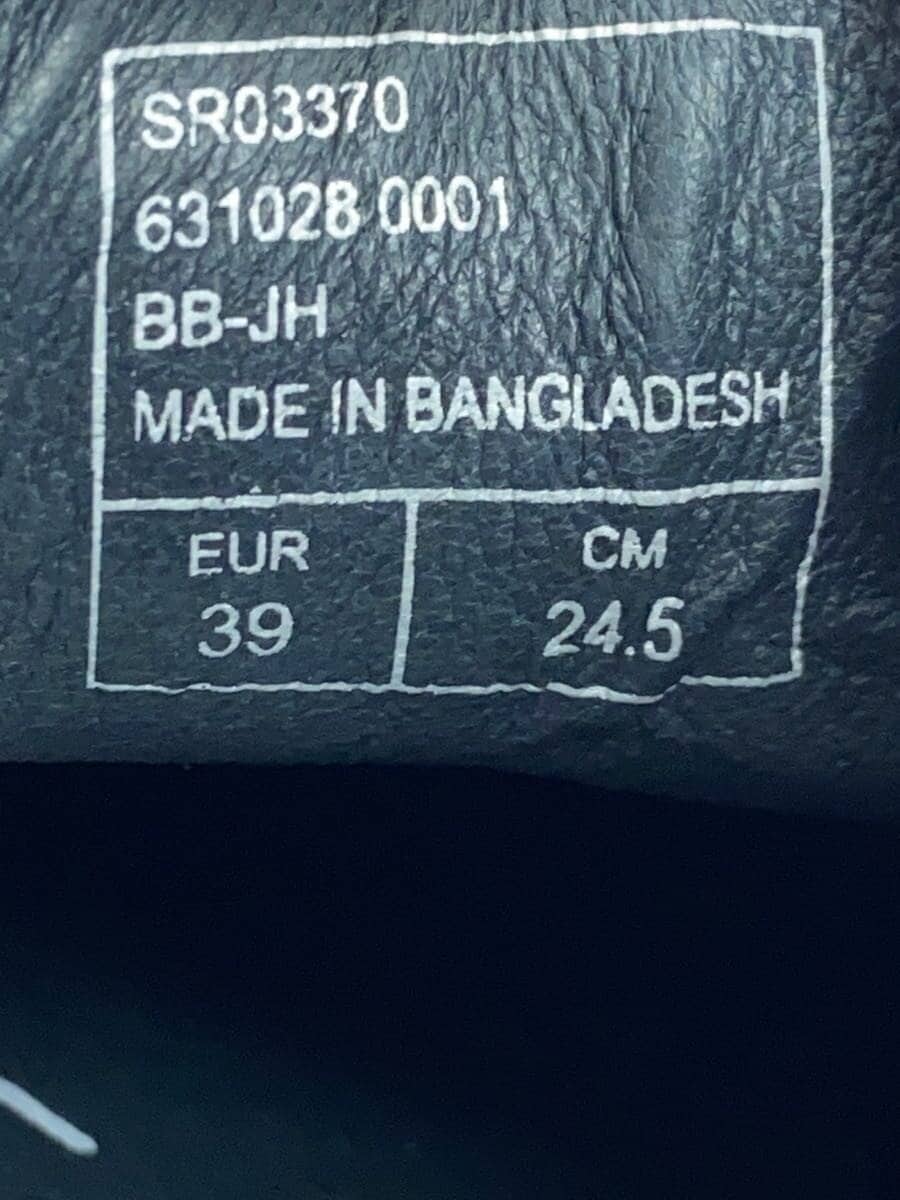 SR03370
631028 0001
BB-JH
MADE IN BANGLADESH
EUR CM
39 24.5